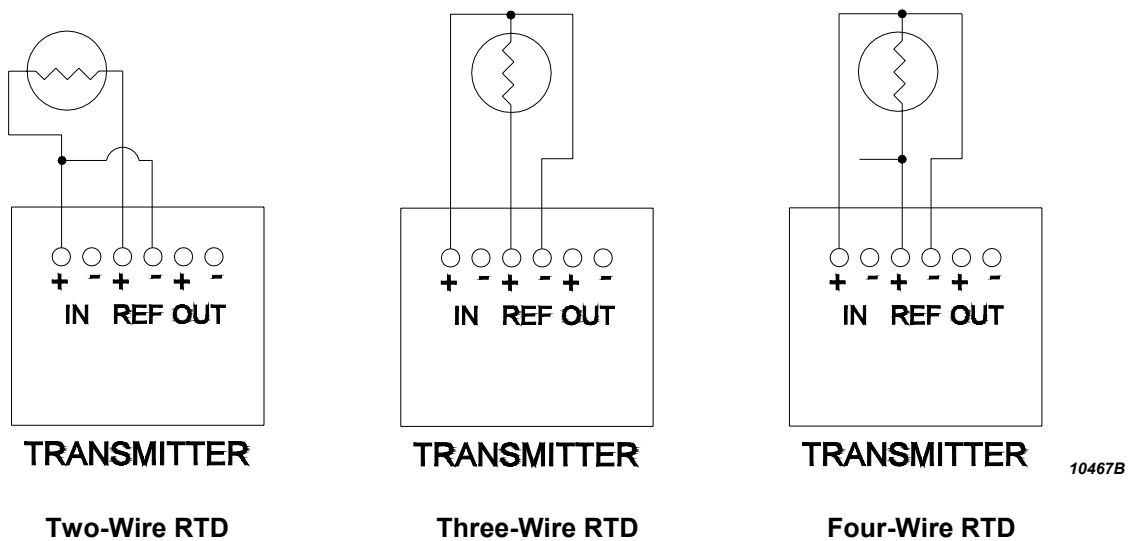 + - + - + -
IN REF OUT
TRANSMITTER
Two-Wire RTD
+ - + - + -
IN REF OUT
TRANSMITTER
Three-Wire RTD
+ - + - + -
IN REF OUT
TRANSMITTER
Four-Wire RTD
10467B